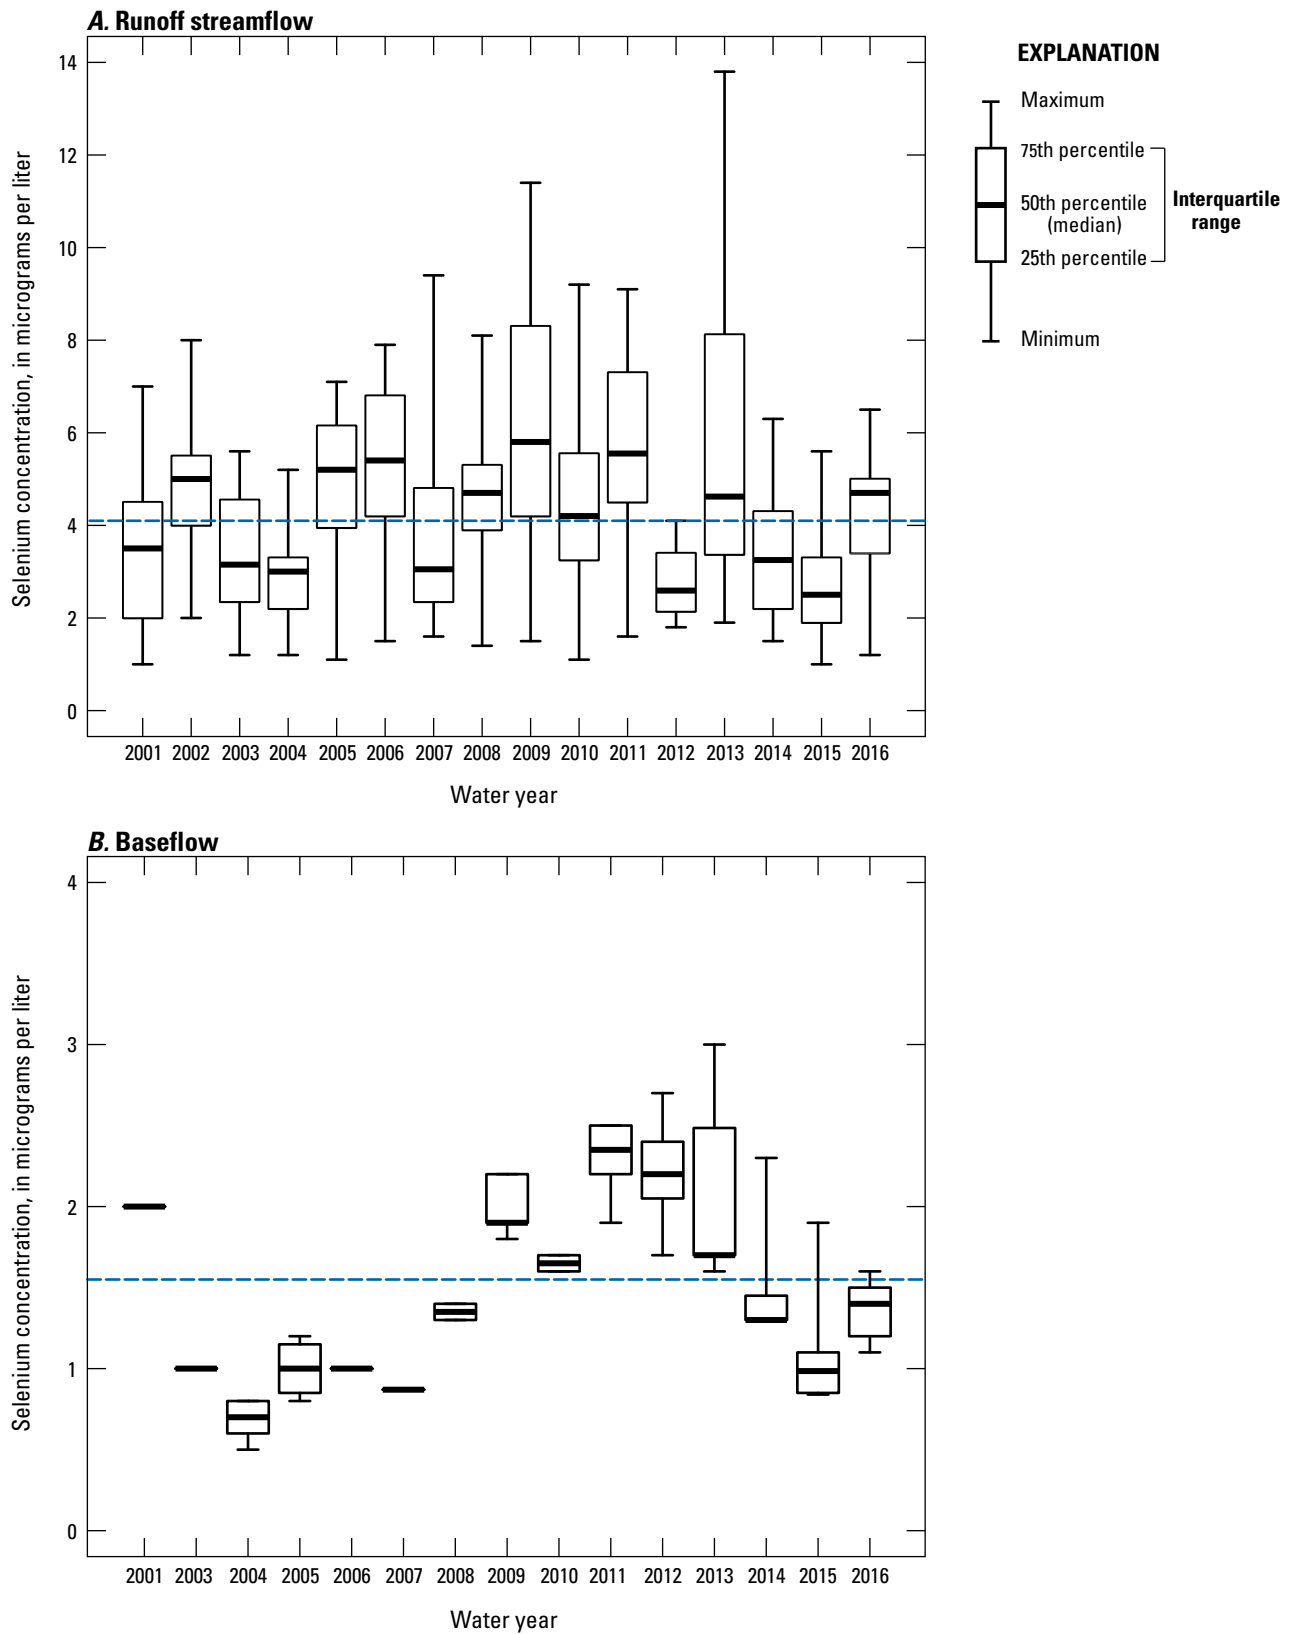 A. Runoff streamflow
14
12
10
8
6
4
2
0
Selenium concentration, in micrograms per liter
2001 2002 2003 2004 2005 2006 2007 2008 2009 2010 2011 2012 2013 2014 2015 2016
Water year
EXPLANATION
Maximum
75th percentile
50th percentile
(median)
25th percentile
Interquartile
range
Minimum
B. Baseflow
4
3
2
1
0
Selenium concentration, in micrograms per liter
2001 2003 2004 2005 2006 2007 2008 2009 2010 2011 2012 2013 2014 2015 2016
Water year